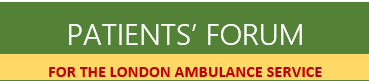 PATIENTS’ FORUM
FOR THE LONDON AMBULANCE SERVICE